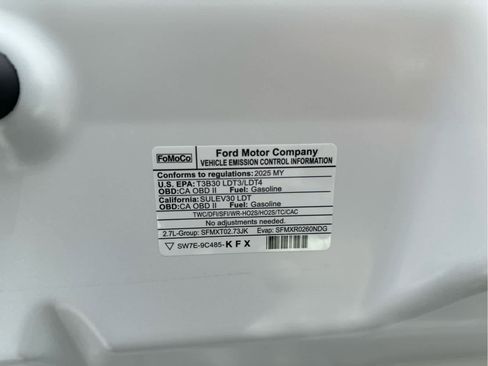 FoMoCo
Ford Motor Company
VEHICLE EMISSION CONTROL INFORMATION
Conforms to regulations: 2025 MY
U.S. EPA: T3B30 LDT3/LDT4
OBD: CA OBD II Fuel: Gasoline
California: SULEV30 LDT
OBD: CA OBD II Fuel: Gasoline
TWC/DFI/SFI/WR-HO2S/HO2S/TC/CAC
No adjustments needed.
2.7L-Group: SFMXT02.73JK Evap: SFMXR0260NDG
SW7E-9C485-KFX